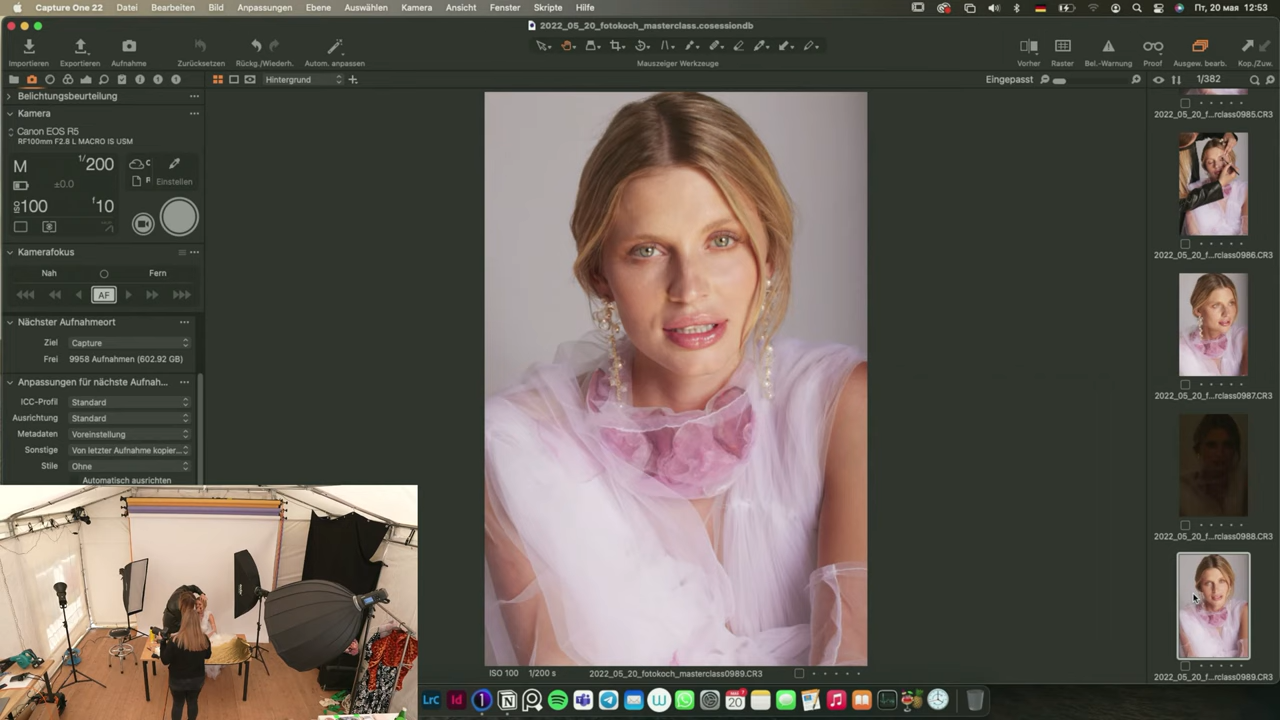 Capture One 22 Datei Bearbeiten Bild Anpassungen Ebene Auswählen Kamera Ansicht Fenster Skripte Hilfe Пт, 20 мая 12:53
2022_05_20_fotokoch_masterclass.cosessiondb
Importieren Exportieren Aufnahme Zurücksetzen Rückg./Wiederh. Autom. anpassen Mauszeiger Werkzeuge Vorher Raster Bel.-Warnung Proof Ausgew. bearb. Kop./Zuw.
Hintergrund Eingepasst 1/382
Belichtungsbeurteilung
Kamera
Canon EOS R5
RF100mm F2.8 L MACRO IS USM
M 1/200 C
±0.0 Einstellen
ISO100 f10
Kamerafokus
Nah Fern
AF
Nächster Aufnahmeort
Ziel Capture
Frei 9958 Aufnahmen (602.92 GB)
Anpassungen für nächste Aufnah...
ICC-Profil Standard
Ausrichtung Standard
Metadaten Voreinstellung
Sonstige Von letzter Aufnahme kopier...
Stile Ohne
Automatisch ausrichten
2022_05_20_f...rclass0985.CR3
2022_05_20_f...rclass0986.CR3
2022_05_20_f...rclass0987.CR3
2022_05_20_f...rclass0988.CR3
2022_05_20_f...rclass0989.CR3
ISO 100 1/200 s 2022_05_20_fotokoch_masterclass0989.CR3
Lrc Id 20